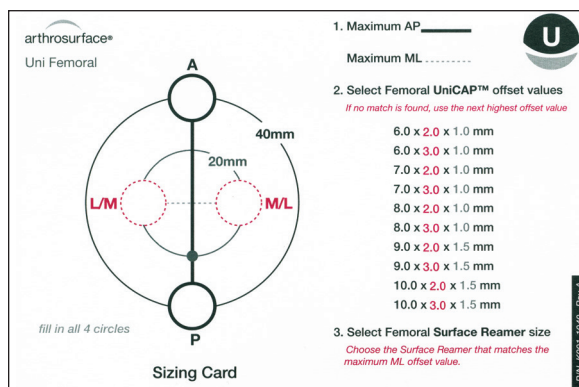 arthrosurface®
Uni Femoral
A
40mm
20mm
L/M
M/L
P
fill in all 4 circles
Sizing Card
1. Maximum AP
Maximum ML
U
2. Select Femoral UniCAP™ offset values
If no match is found, use the next highest offset value
6.0 x 2.0 x 1.0 mm
6.0 x 3.0 x 1.0 mm
7.0 x 2.0 x 1.0 mm
7.0 x 3.0 x 1.0 mm
8.0 x 2.0 x 1.0 mm
8.0 x 3.0 x 1.0 mm
9.0 x 2.0 x 1.5 mm
9.0 x 3.0 x 1.5 mm
10.0 x 2.0 x 1.5 mm
10.0 x 3.0 x 1.5 mm
3. Select Femoral Surface Reamer size
Choose the Surface Reamer that matches the
maximum ML offset value.